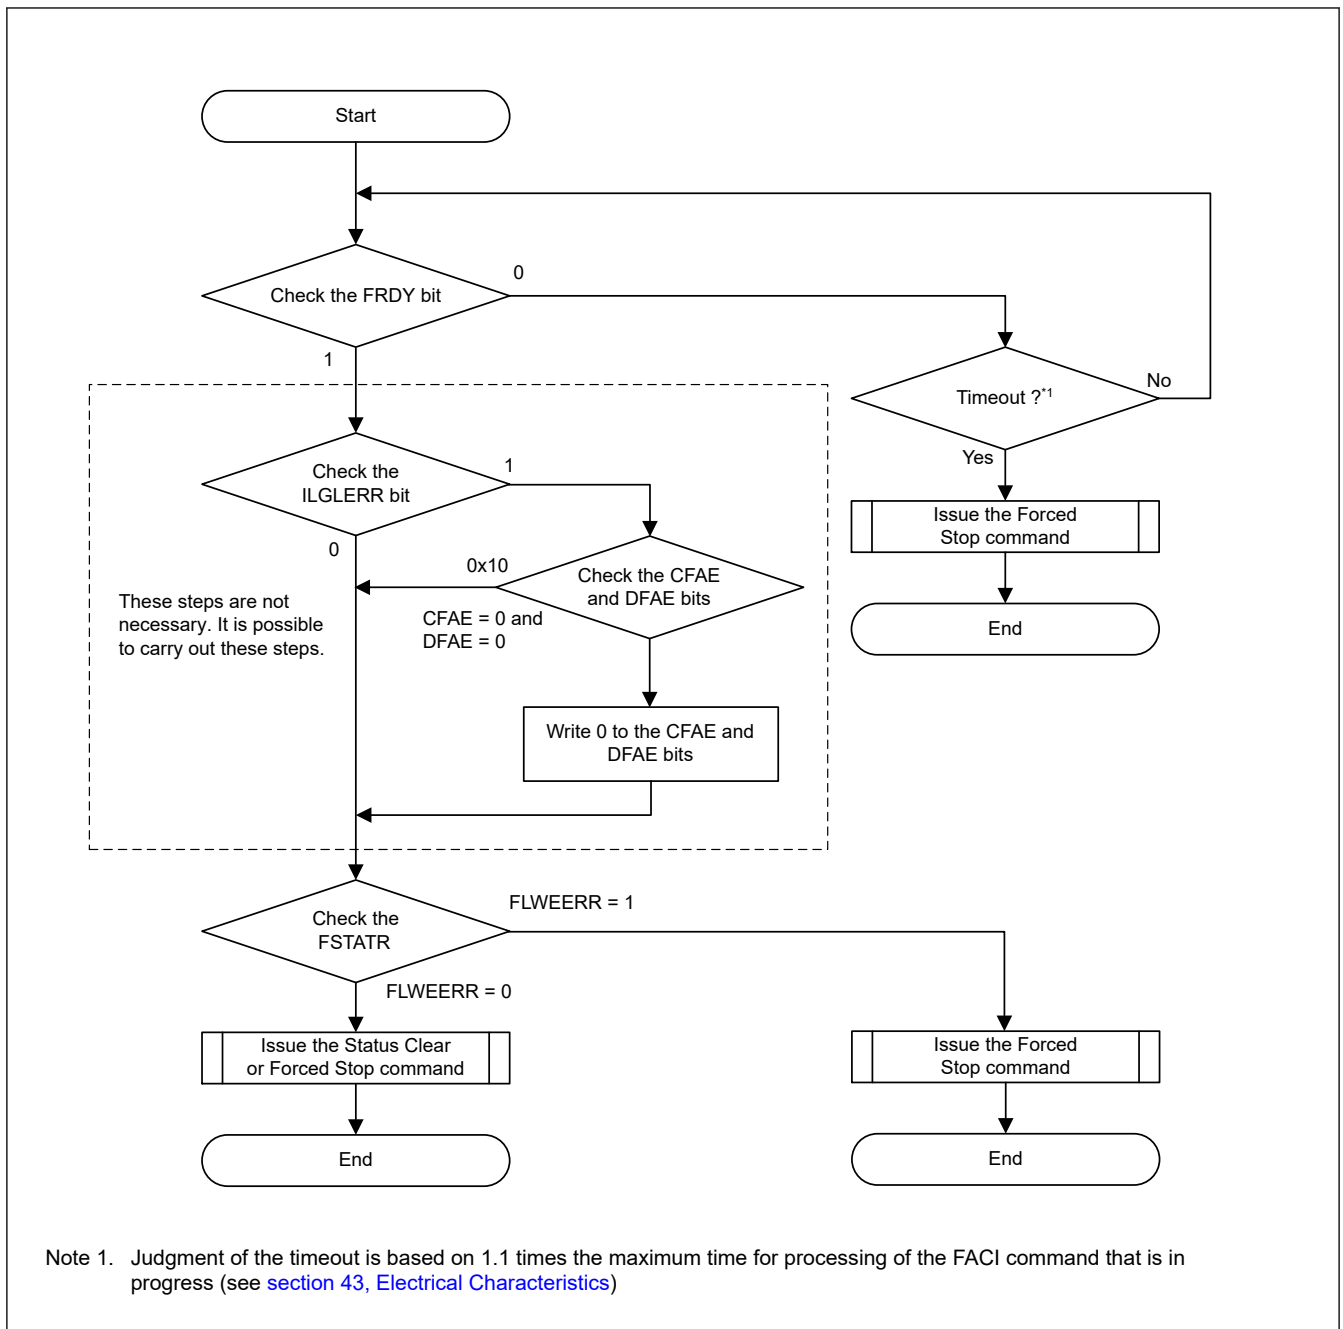 Start
Check the FRDY bit
0
1
Timeout ?*1
No
Yes
Issue the Forced
Stop command
End
Check the
ILGLERR bit
1
0
Check the CFAE
and DFAE bits
0x10
CFAE = 0 and
DFAE = 0
These steps are not
necessary. It is possible
to carry out these steps.
Write 0 to the CFAE and
DFAE bits
Check the
FSTATR
FLWEERR = 1
FLWEERR = 0
Issue the Status Clear
or Forced Stop command
End
Issue the Forced
Stop command
End
Note 1. Judgment of the timeout is based on 1.1 times the maximum time for processing of the FACI command that is in
progress (see section 43, Electrical Characteristics)